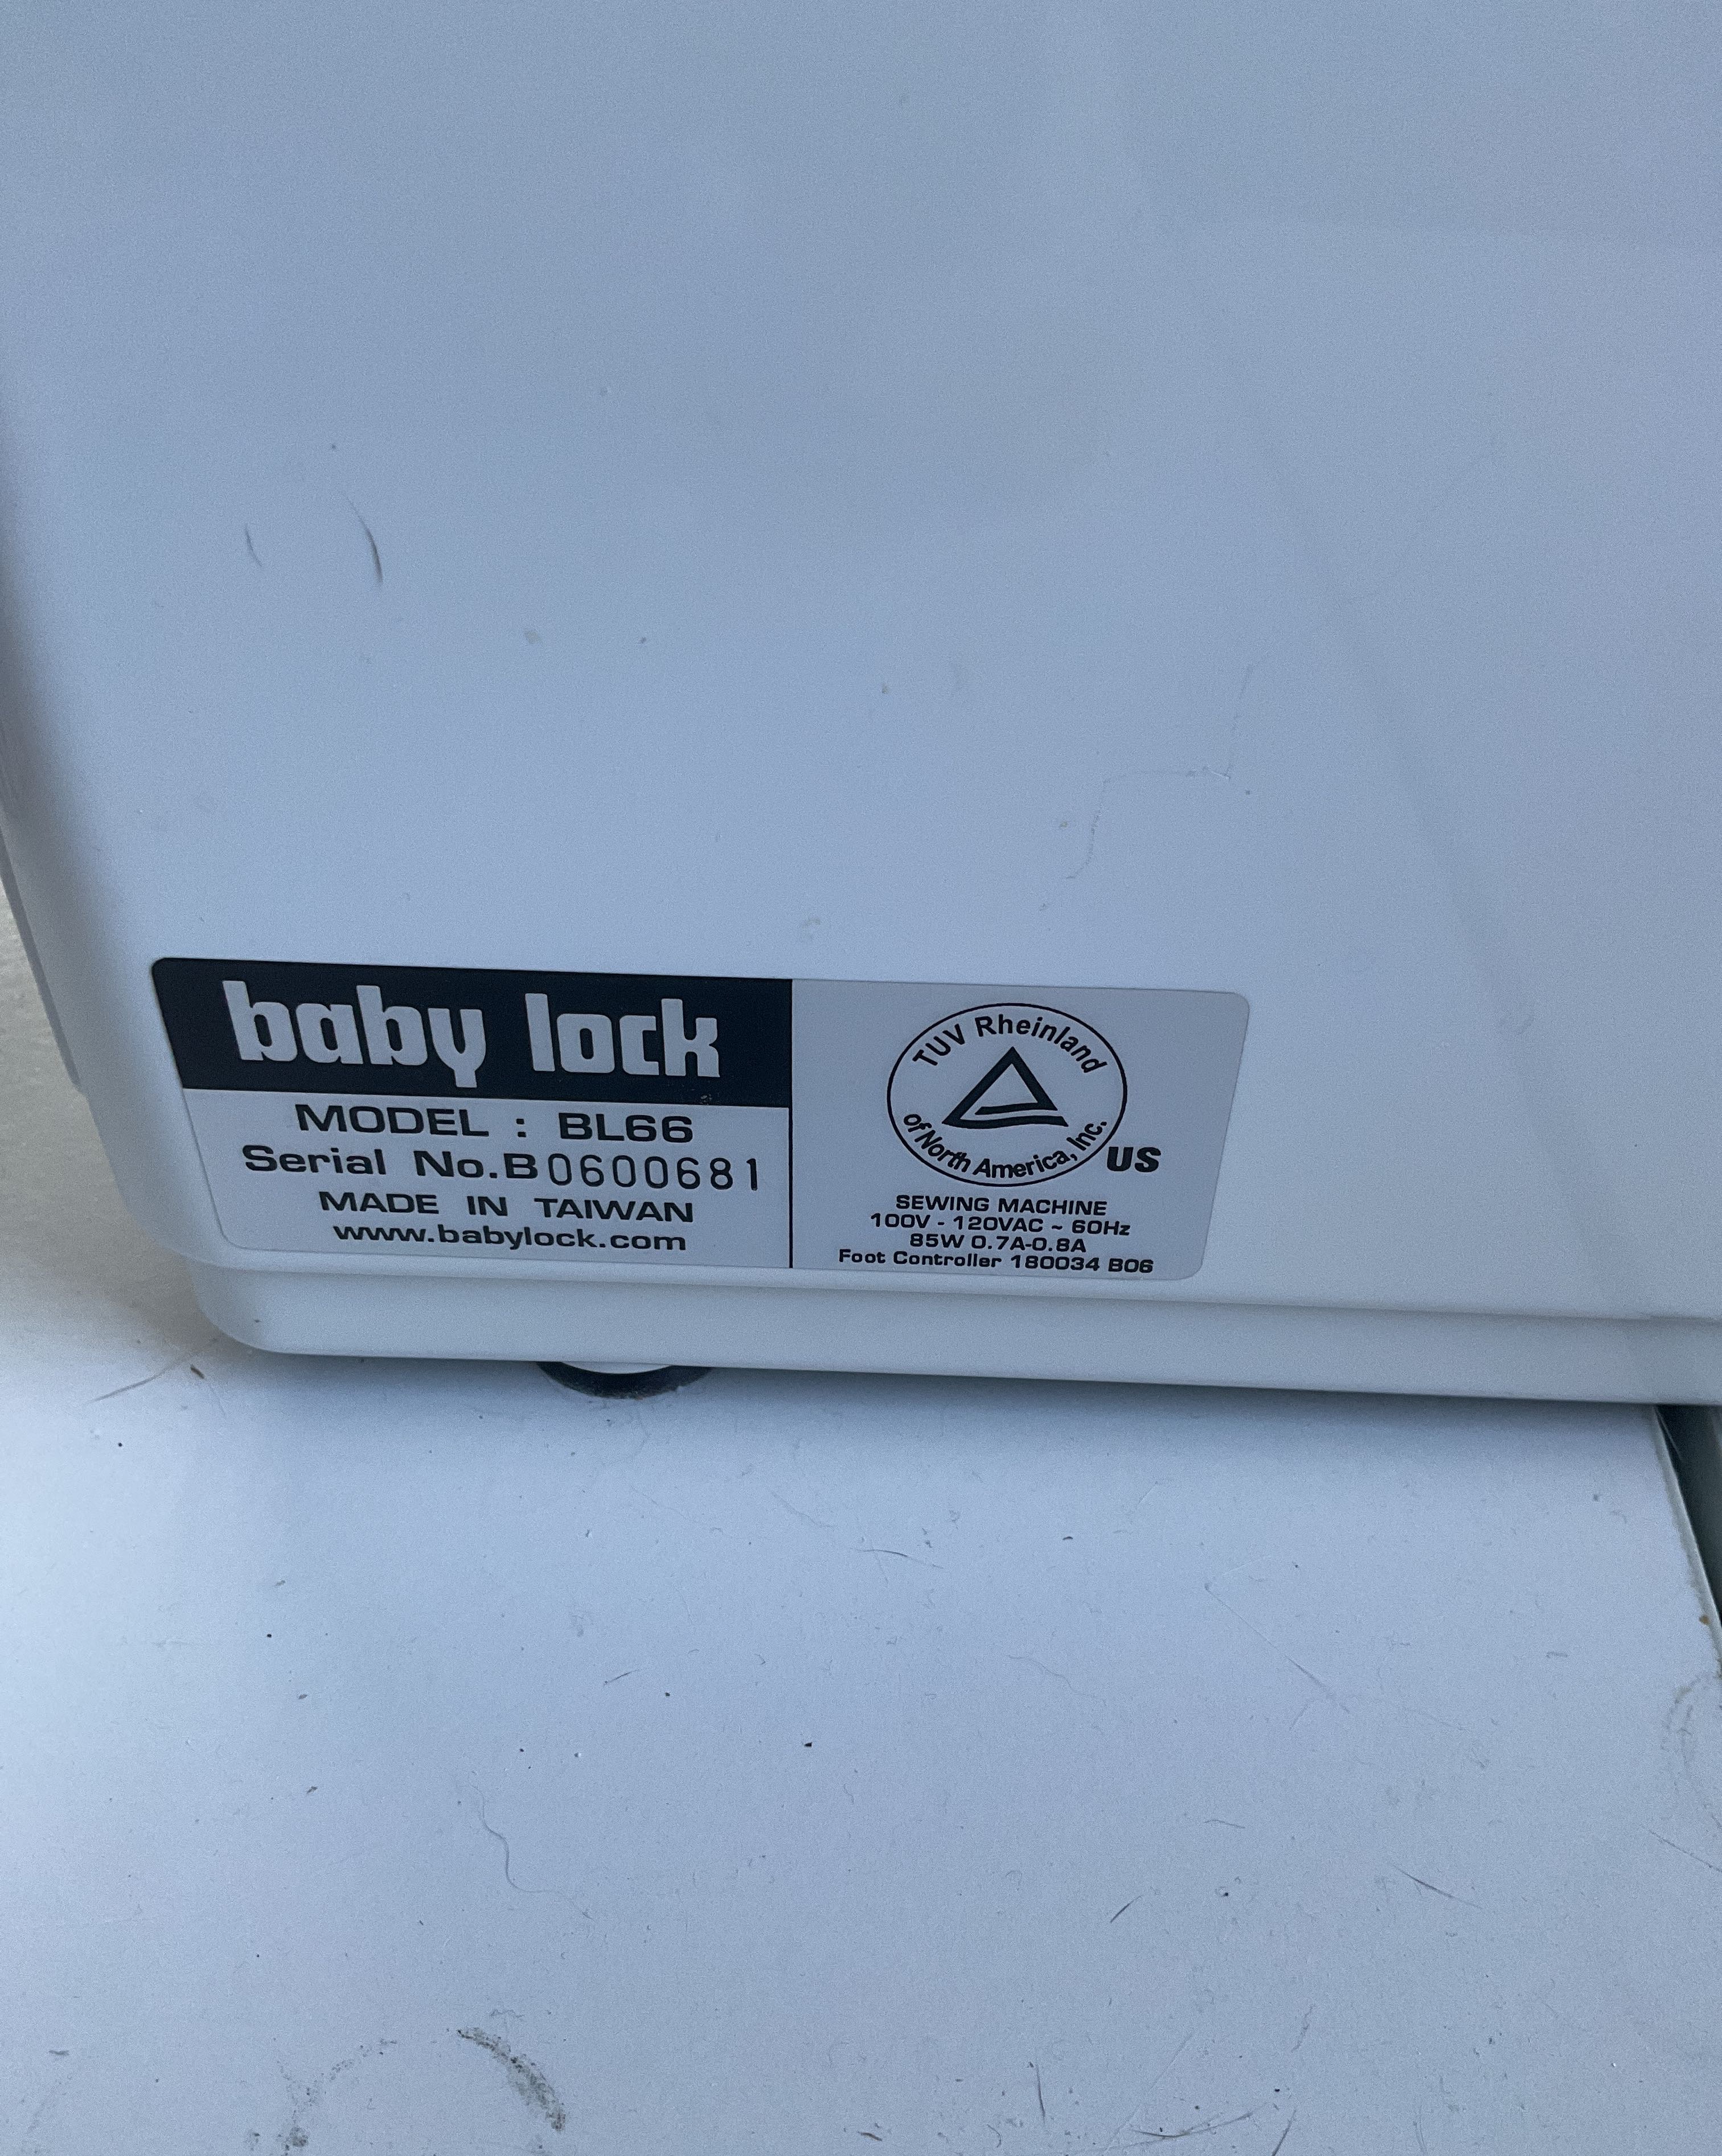 baby lock
MODEL : BL66
Serial No.B0600681
MADE IN TAIWAN
www.babylock.com
TUV Rheinland
of North America, Inc.
US
SEWING MACHINE
100V - 120VAC ~ 60Hz
85W 0.7A-0.8A
Foot Controller 180034 B06